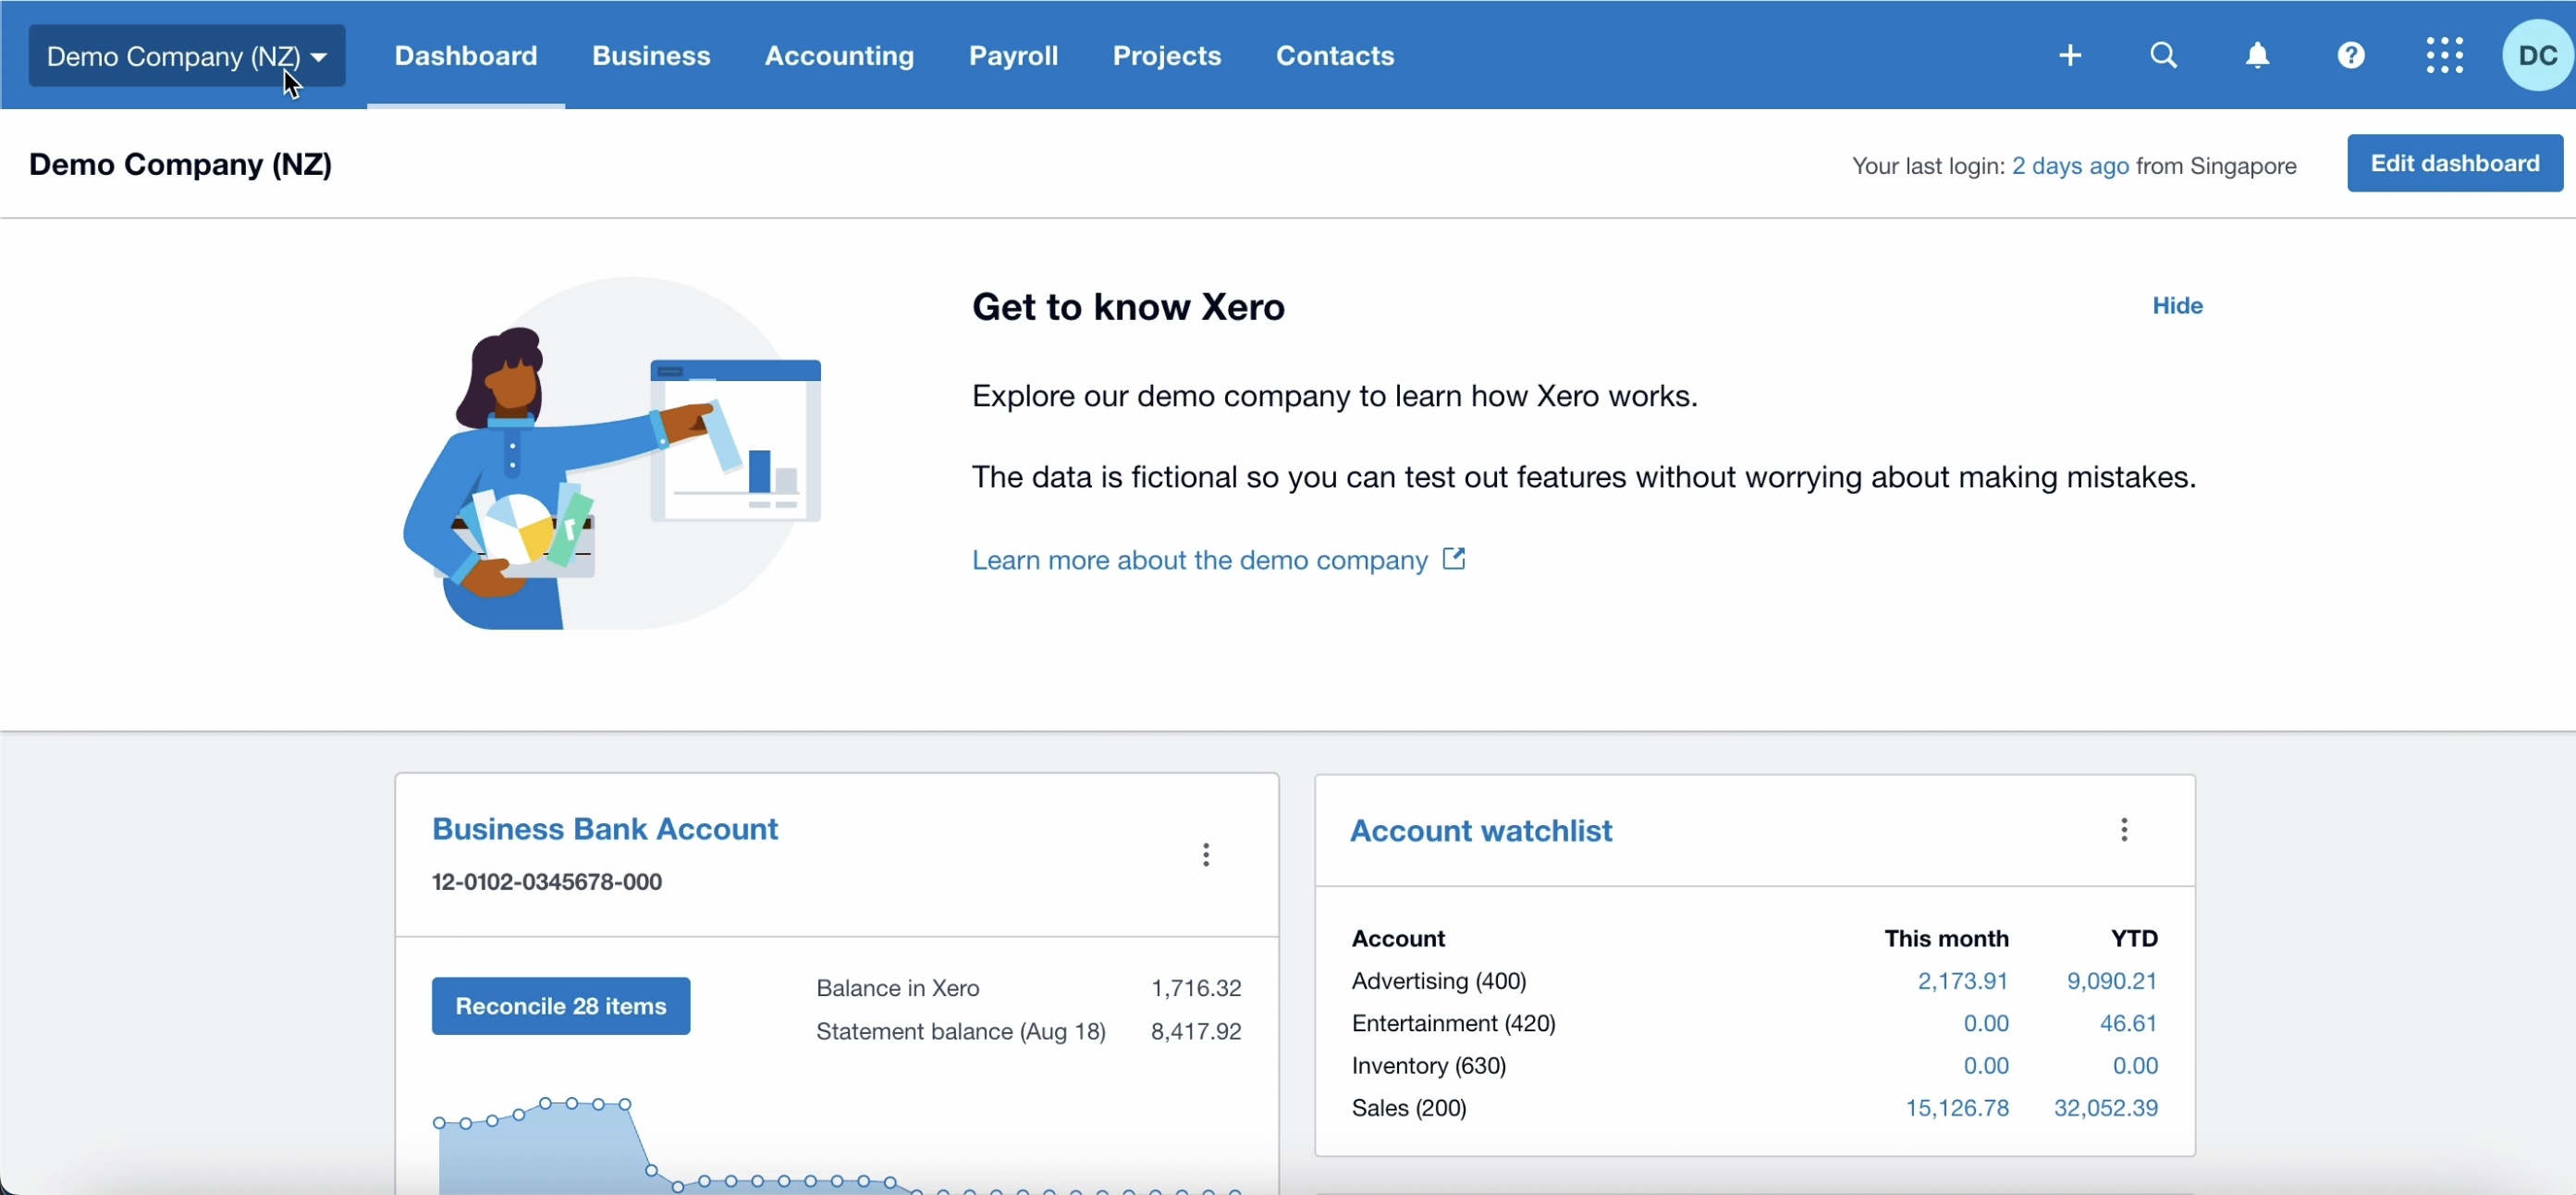 Demo Company (NZ) Dashboard Business Accounting Payroll Projects Contacts DC
Demo Company (NZ)
Your last login: 2 days ago from Singapore
Edit dashboard
Get to know Xero
Hide
Explore our demo company to learn how Xero works.
The data is fictional so you can test out features without worrying about making mistakes.
Learn more about the demo company
Business Bank Account
12-0102-0345678-000
Reconcile 28 items
Balance in Xero 1,716.32
Statement balance (Aug 18) 8,417.92
Account watchlist
Account This month YTD
Advertising (400) 2,173.91 9,090.21
Entertainment (420) 0.00 46.61
Inventory (630) 0.00 0.00
Sales (200) 15,126.78 32,052.39